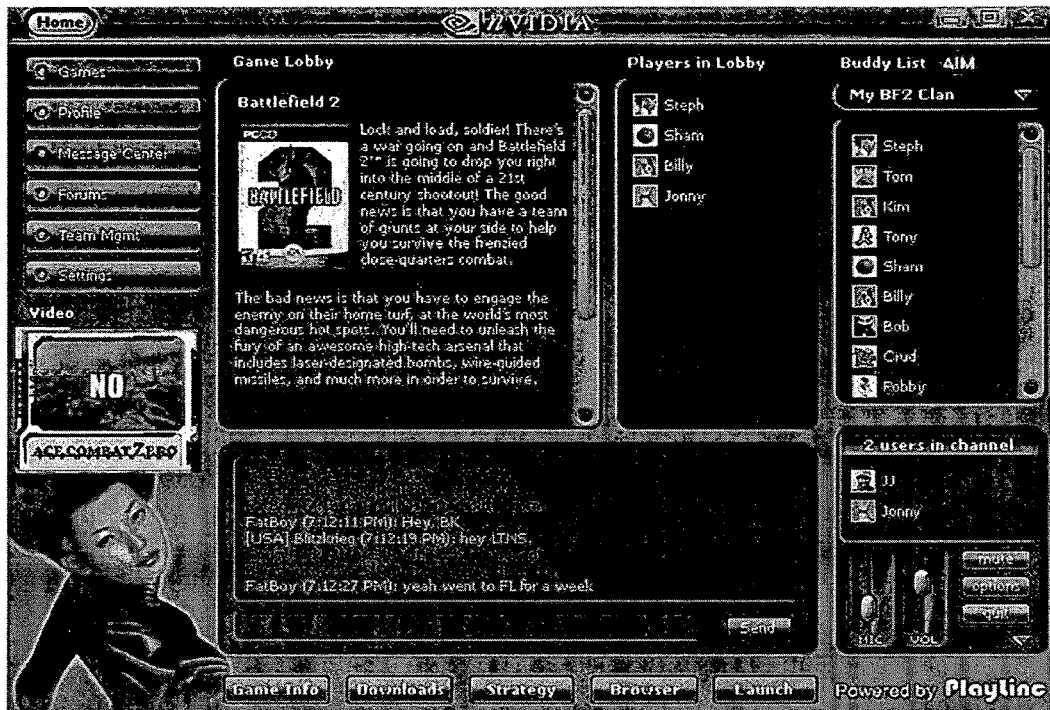 Home
nVIDIA
Games
Profile
Message Center
Forums
Team Mgmt
Settings
Video
NO
ACE COMBAT ZERO
Game Lobby
Battlefield 2
PC CD
BATTLEFIELD
2
Lock and load, soldier! There's
a war going on and Battlefield
2™ is going to drop you right
into the middle of a 21st
century shootout! The good
news is that you have a team
of grunts at your side to help
you survive the frenzied
close-quarters combat.
The bad news is that you have to engage the
enemy on their home turf, at the world's most
dangerous hot spots. You'll need to unleash the
fury of an awesome high-tech arsenal that
includes laser-designated bombs, wire-guided
missiles, and much more in order to survive.
Players in Lobby
Steph
Sham
Billy
Jonny
Buddy List AIM
My BF2 Clan
Steph
Tom
Kim
Tony
Sham
Billy
Bob
Crud
Robby
FatBoy (7:12:11 PM): Hey, BK
[USA] Blitzkrieg (7:12:19 PM): hey LTNS.
FatBoy (7:12:27 PM): yeah went to FL for a week
Send
2 users in channel
JJ
Jonny
mute
options
quit
MIC VOL
Game Info Downloads Strategy Browser Launch
Powered by PlayLinc